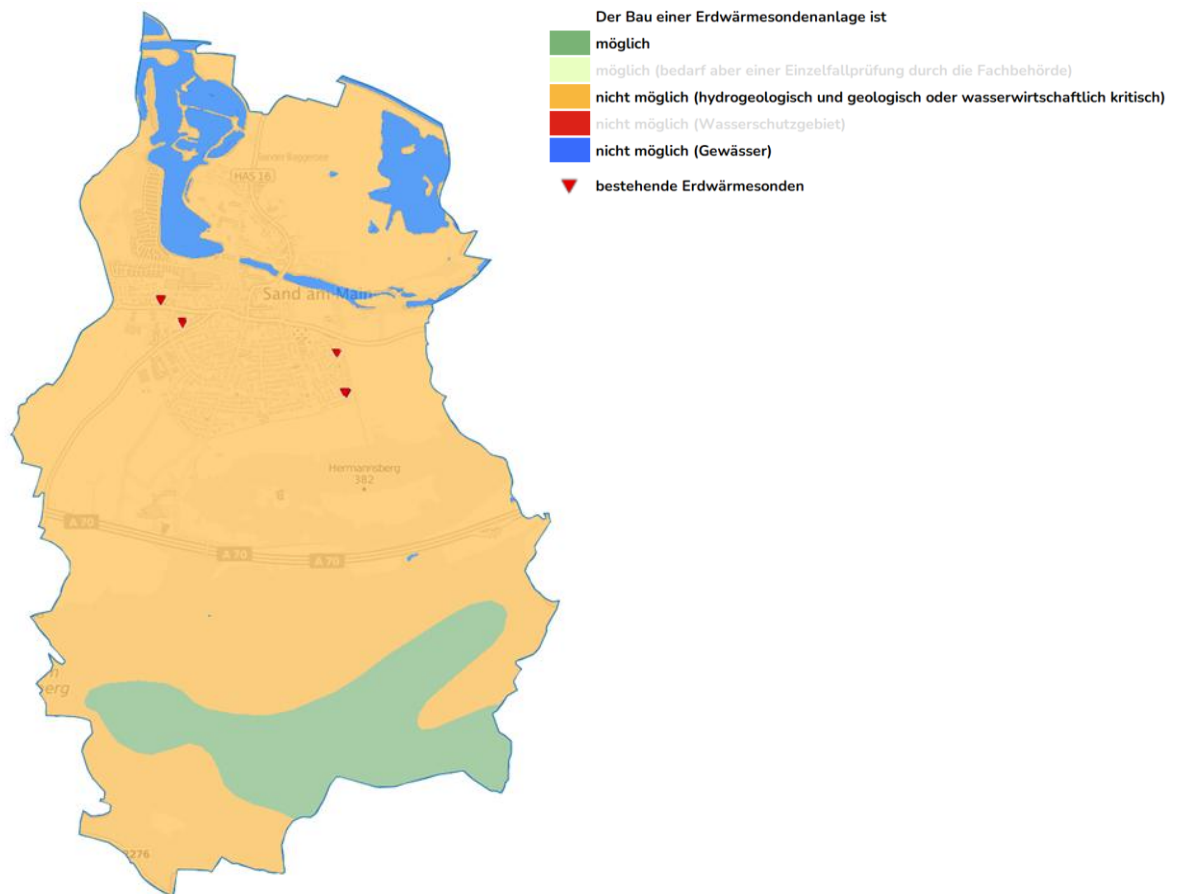 Der Bau einer Erdwärmesondenanlage ist
möglich
möglich (bedarf aber einer Einzelfallprüfung durch die Fachbehörde)
nicht möglich (hydrogeologisch und geologisch oder wasserwirtschaftlich kritisch)
nicht möglich (Wasserschutzgebiet)
nicht möglich (Gewässer)
bestehende Erdwärmesonden
HAS 16
Sand am Main
Hermannsberg
382
A 70
A 70
A 70
erg
2276